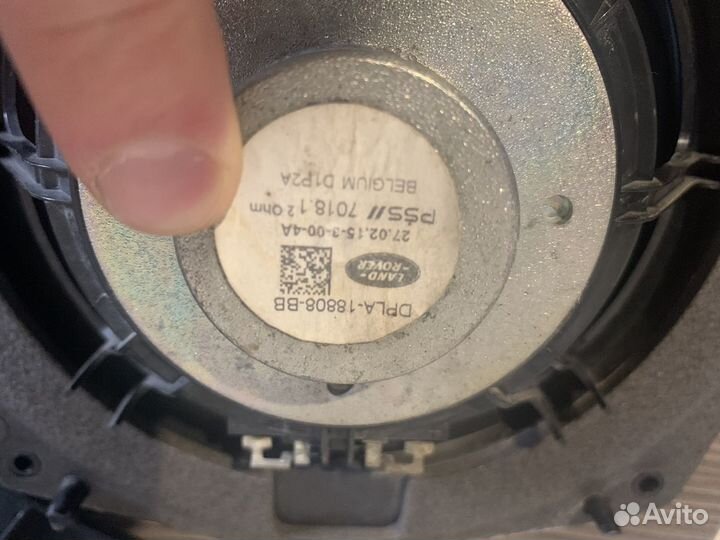 DPLA-18808-BB
LAND-
-ROVER
27.02.15-3-00-4A
PSS// 7018.1 2 Ohm
BELGIUM D1P2A
Avito